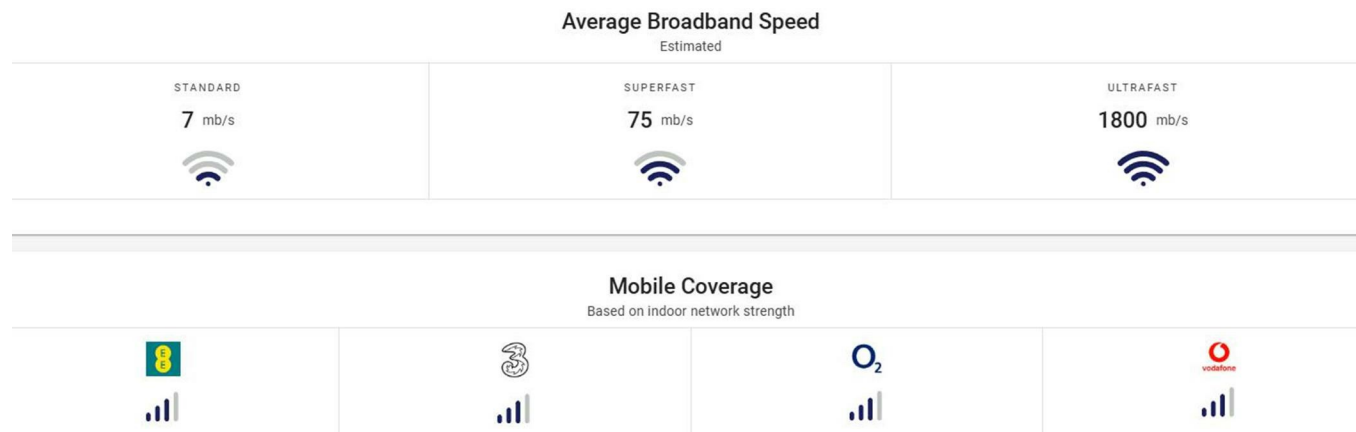 Average Broadband Speed
Estimated
STANDARD
SUPERFAST
ULTRAFAST
7 mb/s
75 mb/s
1800 mb/s
Mobile Coverage
Based on indoor network strength
EE
3
O2
vodafone